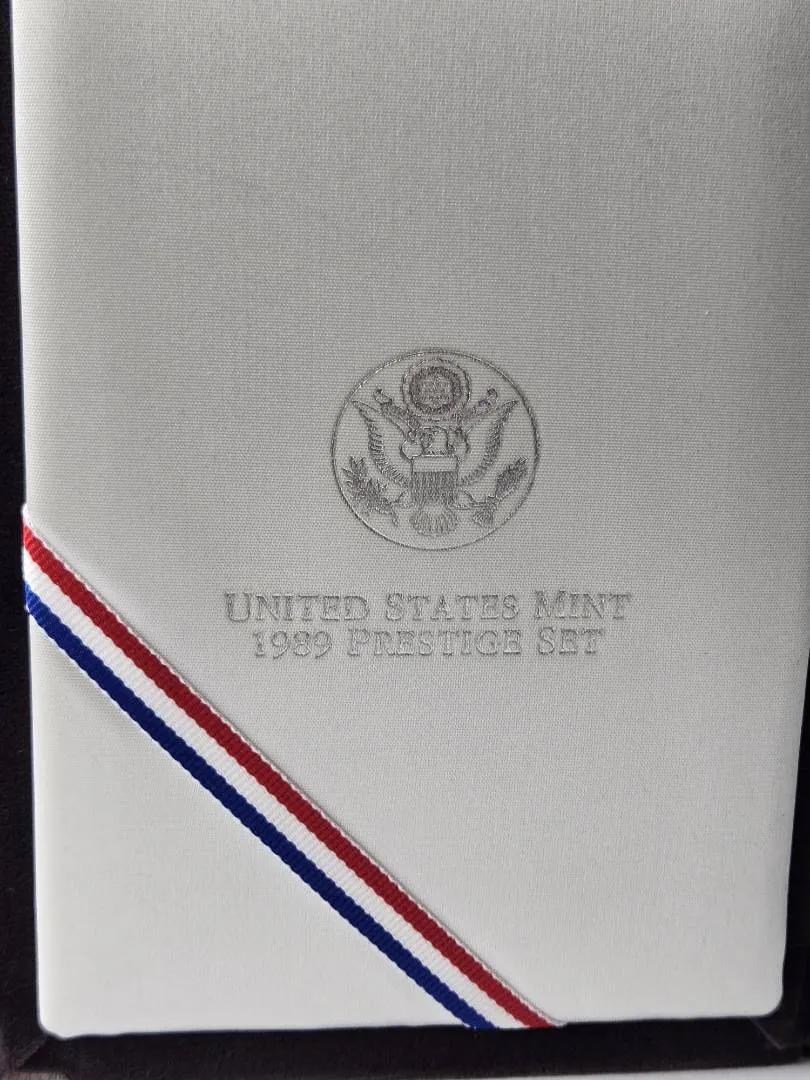 United States Mint
1989 Prestige Set